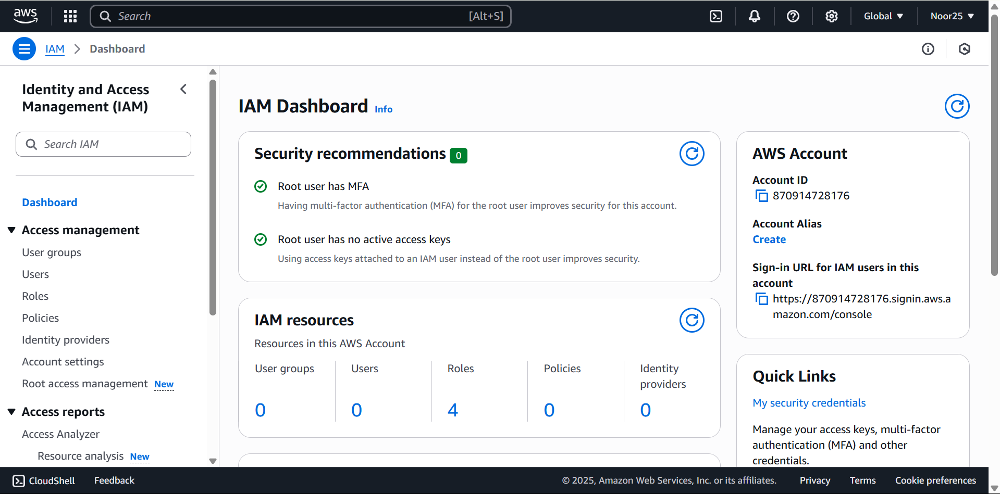 aws
Search
[Alt+S]
Global
Noor25
IAM
Dashboard
Identity and Access
Management (IAM)
Search IAM
Dashboard
Access management
User groups
Users
Roles
Policies
Identity providers
Account settings
Root access management New
Access reports
Access Analyzer
Resource analysis New
IAM Dashboard Info
Security recommendations 0
Root user has MFA
Having multi-factor authentication (MFA) for the root user improves security for this account.
Root user has no active access keys
Using access keys attached to an IAM user instead of the root user improves security.
IAM resources
Resources in this AWS Account
User groups
0
Users
0
Roles
4
Policies
0
Identity
providers
0
AWS Account
Account ID
870914728176
Account Alias
Create
Sign-in URL for IAM users in this
account
https://870914728176.signin.aws.a
mazon.com/console
Quick Links
My security credentials
Manage your access keys, multi-factor
authentication (MFA) and other
credentials.
CloudShell
Feedback
© 2025, Amazon Web Services, Inc. or its affiliates.
Privacy
Terms
Cookie preferences